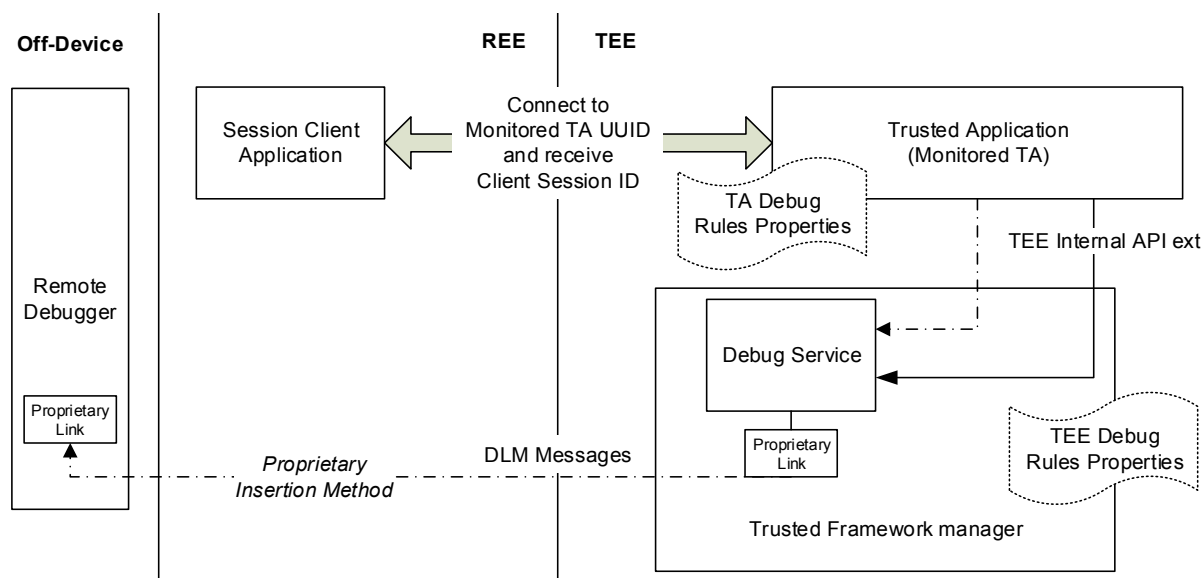 Off-Device
REE
TEE
Session Client
Application
Connect to
Monitored TA UUID
and receive
Client Session ID
Trusted Application
(Monitored TA)
TA Debug
Rules Properties
TEE Internal API ext
Remote
Debugger
Debug Service
Proprietary
Link
DLM Messages
Proprietary
Insertion Method
Proprietary
Link
TEE Debug
Rules Properties
Trusted Framework manager